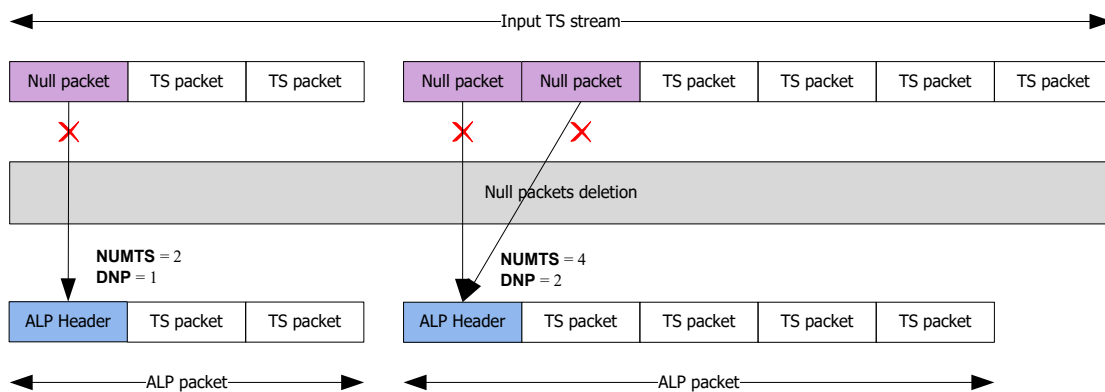 Input TS stream
Null packet TS packet TS packet Null packet Null packet TS packet TS packet TS packet TS packet
Null packets deletion
NUMTS = 2
DNP = 1
NUMTS = 4
DNP = 2
ALP Header TS packet TS packet ALP Header TS packet TS packet TS packet TS packet
ALP packet ALP packet